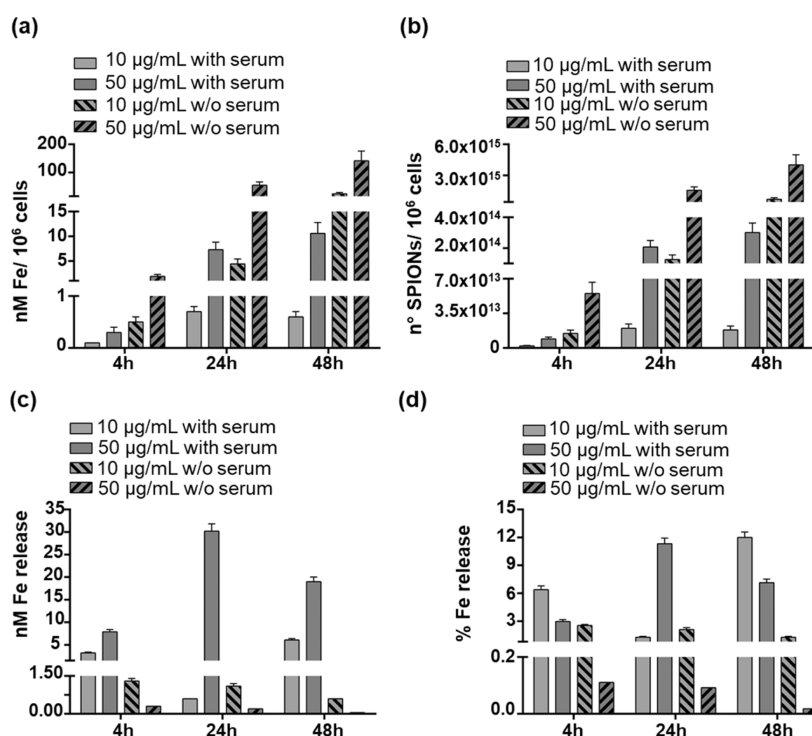 (a)
10 µg/mL with serum
50 µg/mL with serum
10 µg/mL w/o serum
50 µg/mL w/o serum
nM Fe/ 10⁶ cells
200
100
15
10
5
1
0
4h 24h 48h
(b)
10 µg/mL with serum
50 µg/mL with serum
10 µg/mL w/o serum
50 µg/mL w/o serum
n° SPIONs/ 10⁶ cells
6.0x10¹⁵
3.5x10¹⁵
4.0x10¹⁴
2.0x10¹⁴
7.0x10¹³
3.5x10¹³
0
4h 24h 48h
(c)
10 µg/mL with serum
50 µg/mL with serum
10 µg/mL w/o serum
50 µg/mL w/o serum
nM Fe release
35
30
25
20
15
10
5
1.50
0.00
4h 24h 48h
(d)
10 µg/mL with serum
50 µg/mL with serum
10 µg/mL w/o serum
50 µg/mL w/o serum
% Fe release
15
12
9
6
3
0.2
0.0
4h 24h 48h